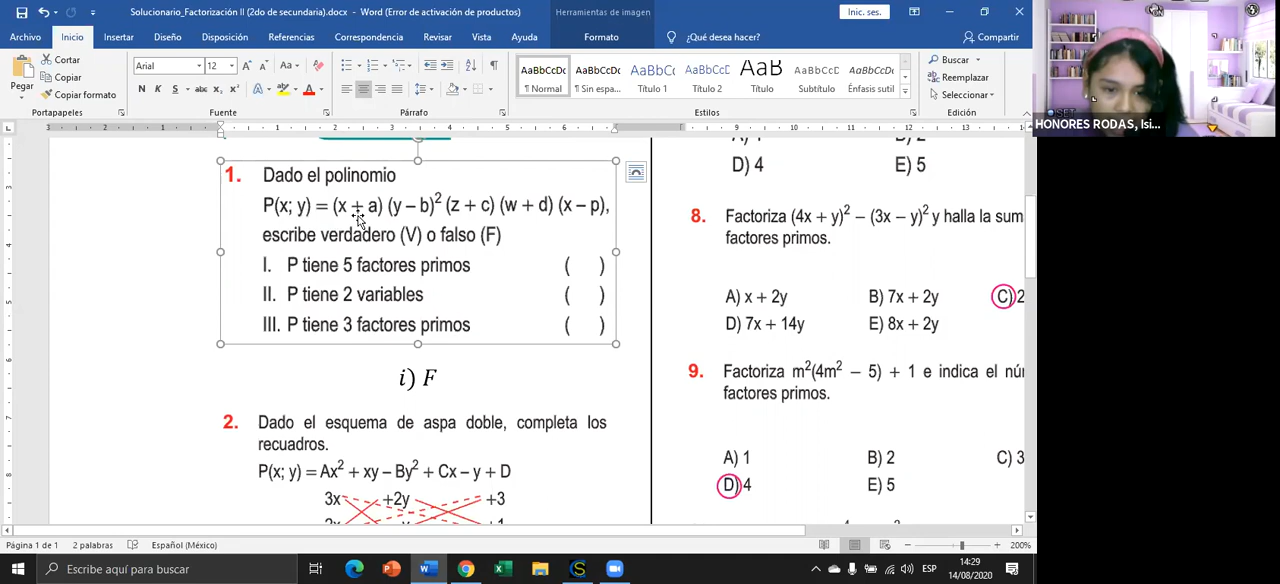 Solucionario_Factorización II (2do de secundaria).docx - Word (Error de activación de productos)
Herramientas de imagen
Inic. ses.
Archivo Inicio Insertar Diseño Disposición Referencias Correspondencia Revisar Vista Ayuda Formato ¿Qué desea hacer? Compartir
Pegar
Cortar
Copiar
Copiar formato
Portapapeles
Arial 12
N K S abc x₂ x²
Fuente
Párrafo
AaBbCcDc AaBbCcDc AaBbCc AaBbCcD AaB AaBbCcD AaBbCcDc
¶ Normal ¶ Sin espa... Título 1 Título 2 Título Subtítulo Énfasis sutil
Estilos
Buscar
Reemplazar
Seleccionar
Edición
HONORES RODAS, Isi...
1. Dado el polinomio
P(x; y) = (x + a) (y – b)² (z + c) (w + d) (x – p),
escribe verdadero (V) o falso (F)
I. P tiene 5 factores primos ( )
II. P tiene 2 variables ( )
III. P tiene 3 factores primos ( )
i) F
2. Dado el esquema de aspa doble, completa los
recuadros.
P(x; y) = Ax² + xy – By² + Cx – y + D
3x +2y +3
D) 4 E) 5
8. Factoriza (4x + y)² – (3x – y)² y halla la sum
factores primos.
A) x + 2y B) 7x + 2y C) 2
D) 7x + 14y E) 8x + 2y
9. Factoriza m²(4m² – 5) + 1 e indica el nú
factores primos.
A) 1 B) 2 C) 3
D) 4 E) 5
Página 1 de 1 2 palabras Español (México) 200%
Escribe aquí para buscar
ESP
14:29
14/08/2020